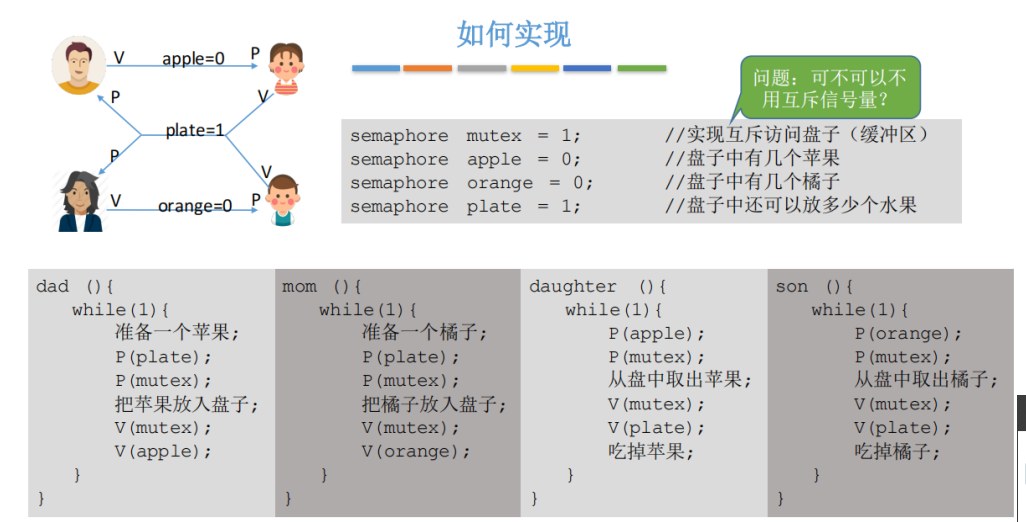 如何实现
V apple=0 P
P V
plate=1
P V
V orange=0 P
问题：可不可以不
用互斥信号量？
semaphore mutex = 1; //实现互斥访问盘子（缓冲区）
semaphore apple = 0; //盘子中有几个苹果
semaphore orange = 0; //盘子中有几个橘子
semaphore plate = 1; //盘子中还可以放多少个水果
dad (){
while(1){
准备一个苹果;
P(plate);
P(mutex);
把苹果放入盘子;
V(mutex);
V(apple);
}
}
mom (){
while(1){
准备一个橘子;
P(plate);
P(mutex);
把橘子放入盘子;
V(mutex);
V(orange);
}
}
daughter (){
while(1){
P(apple);
P(mutex);
从盘中取出苹果;
V(mutex);
V(plate);
吃掉苹果;
}
}
son (){
while(1){
P(orange);
P(mutex);
从盘中取出橘子;
V(mutex);
V(plate);
吃掉橘子;
}
}